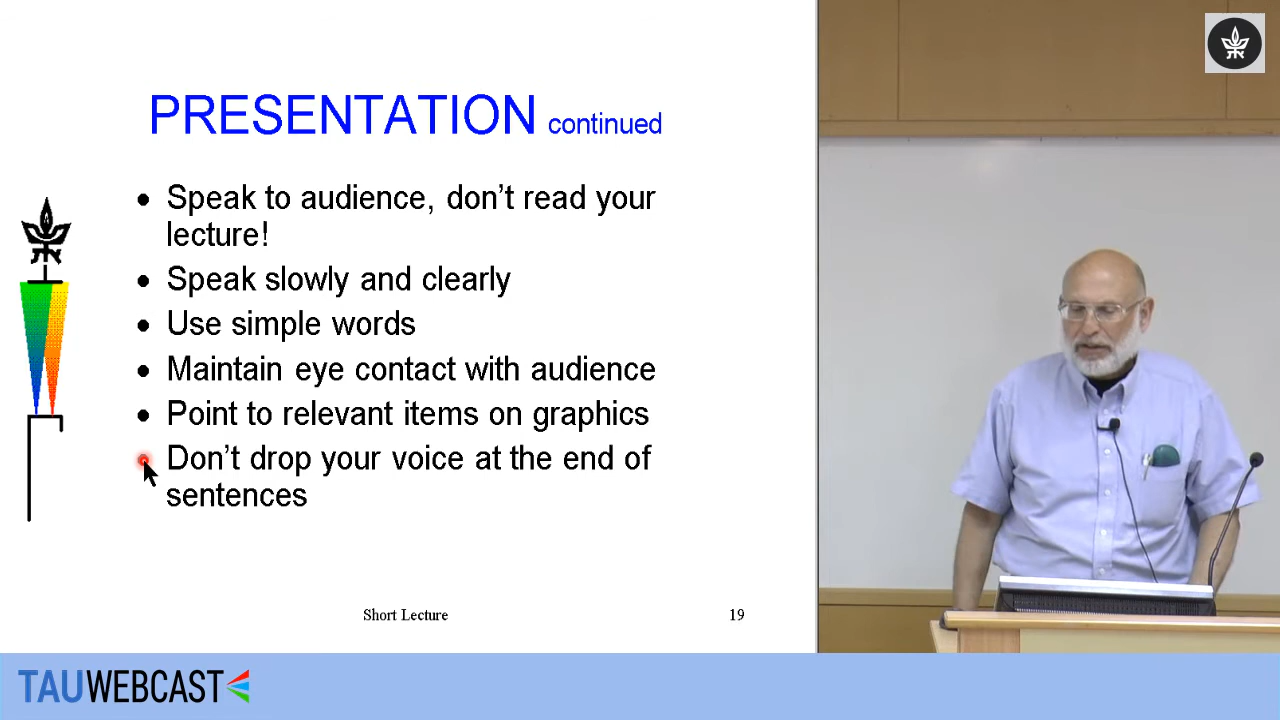 PRESENTATION continued
• Speak to audience, don't read your
lecture!
• Speak slowly and clearly
• Use simple words
• Maintain eye contact with audience
• Point to relevant items on graphics
• Don't drop your voice at the end of
sentences
Short Lecture 19
TAUWEBCAST